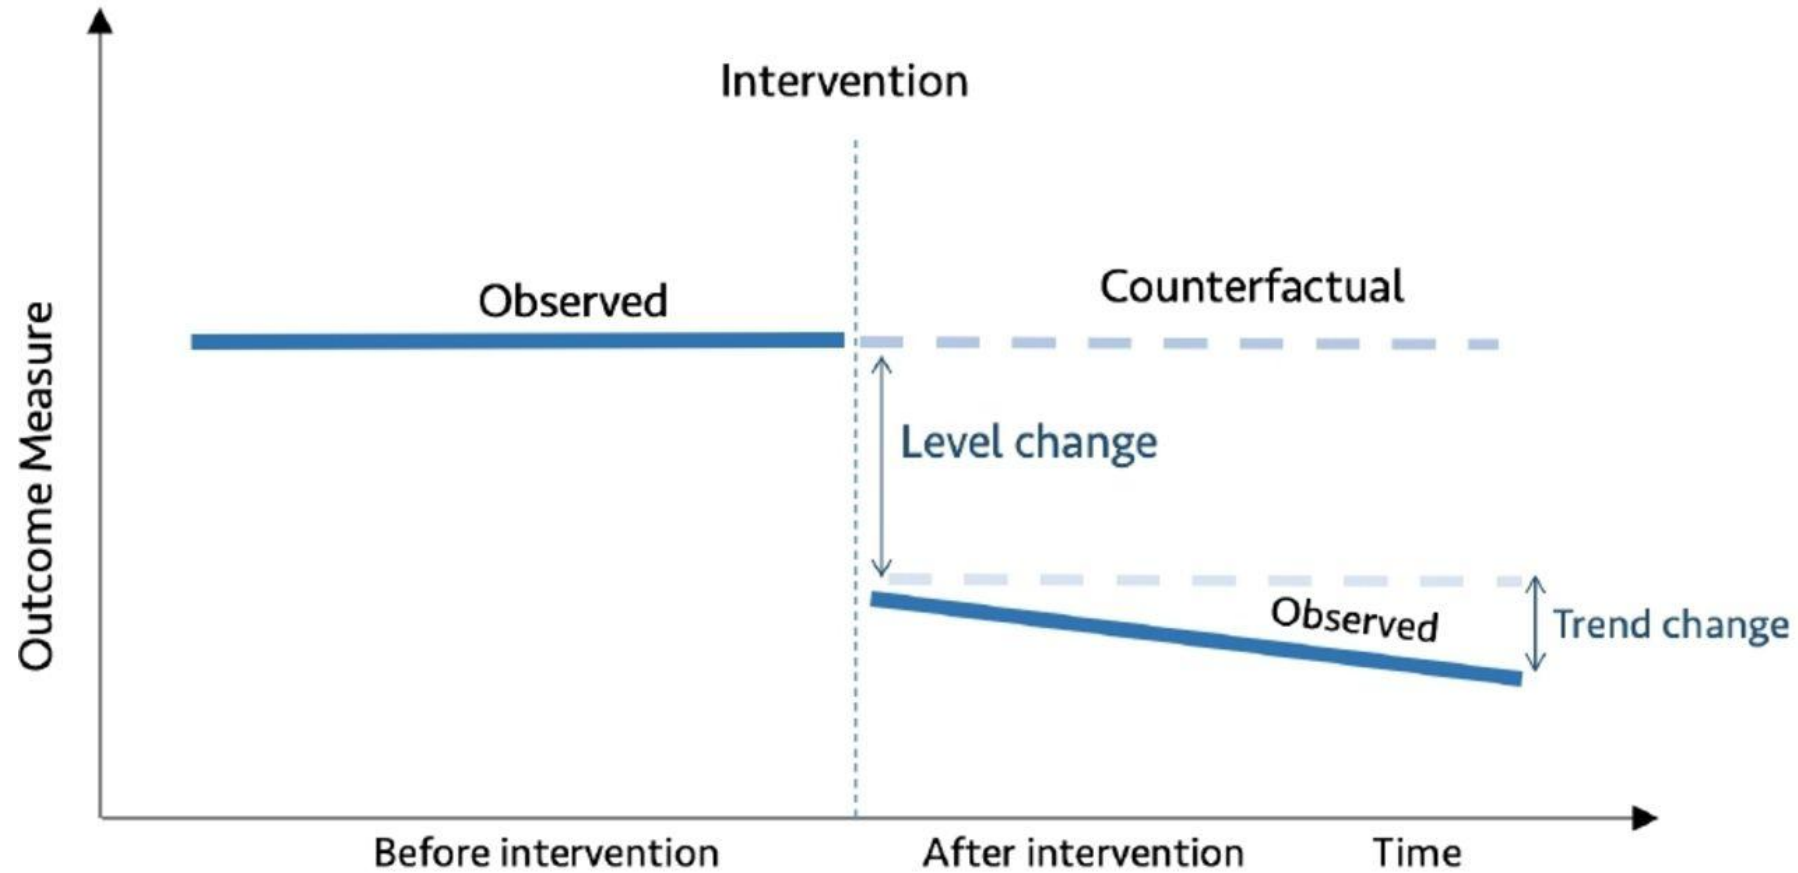 Intervention
Observed
Counterfactual
Level change
Observed
Trend change
Outcome Measure
Before intervention
After intervention
Time